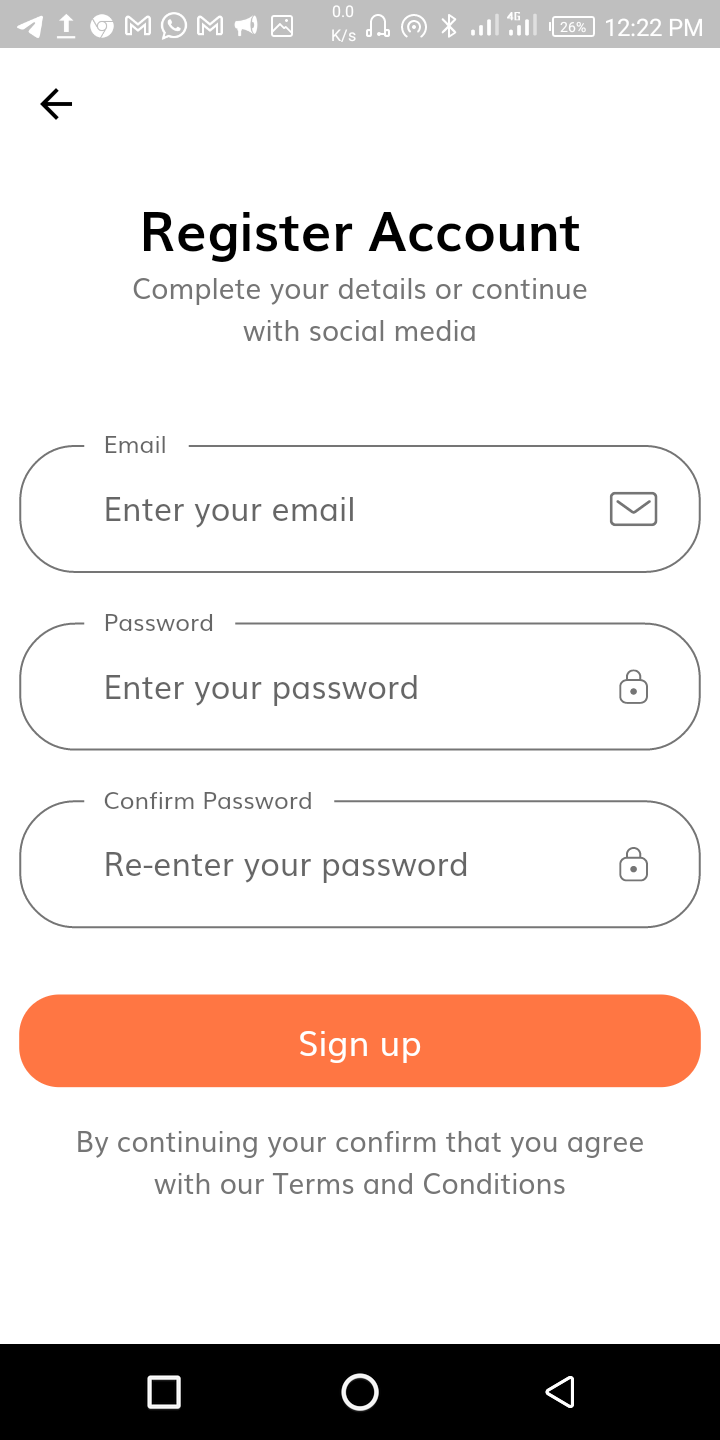 0.0
K/s
4G
26%
12:22 PM
Register Account
Complete your details or continue
with social media
Email
Enter your email
Password
Enter your password
Confirm Password
Re-enter your password
Sign up
By continuing your confirm that you agree
with our Terms and Conditions